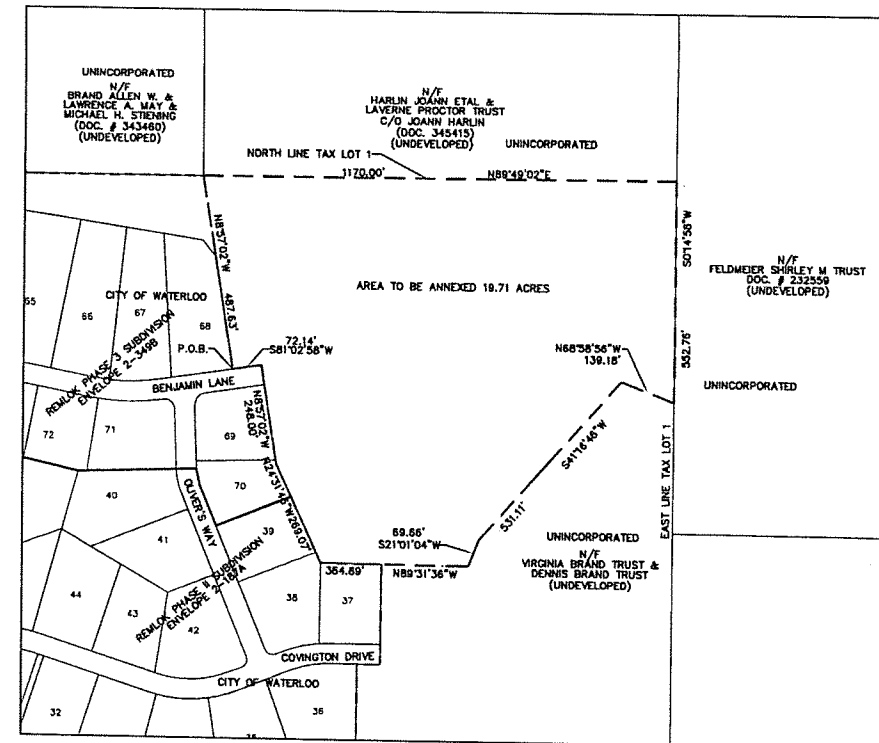 UNINCORPORATED
N/F
BRAND ALLEN W. &
LAWRENCE A. MAY &
MICHAEL H. STIENING
(DOC. # 343460)
(UNDEVELOPED)
N/F
HARLIN JOANN ETAL &
LAVERNE PROCTOR TRUST
C/O JOANN HARLIN
(DOC. 345415)
(UNDEVELOPED)
UNINCORPORATED
NORTH LINE TAX LOT 1
1170.00' N89°49'02"E
N8°57'02"W 487.63'
S0°14'58"W
552.76'
N/F
FELDMEIER SHIRLEY M TRUST
DOC. # 232559
(UNDEVELOPED)
UNINCORPORATED
AREA TO BE ANNEXED 19.71 ACRES
CITY OF WATERLOO
65
66
67
68
REMLOK PHASE 3 SUBDIVISION
ENVELOPE 2-349B
P.O.B.
72.14'
S81°02'58"W
N68°58'56"W
139.18'
BENJAMIN LANE
N8°57'02"W
248.00'
72
71
69
70
S41°16'46"W
531.11'
EAST LINE TAX LOT 1
N24°31'45"W 269.07'
OLIVER'S WAY
40
41
39
69.66'
S21°01'04"W
UNINCORPORATED
N/F
VIRGINIA BRAND TRUST &
DENNIS BRAND TRUST
(UNDEVELOPED)
364.69'
N89°31'36"W
REMLOK PHASE II SUBDIVISION
ENVELOPE 2-187A
44
43
42
38
37
COVINGTON DRIVE
CITY OF WATERLOO
32
36